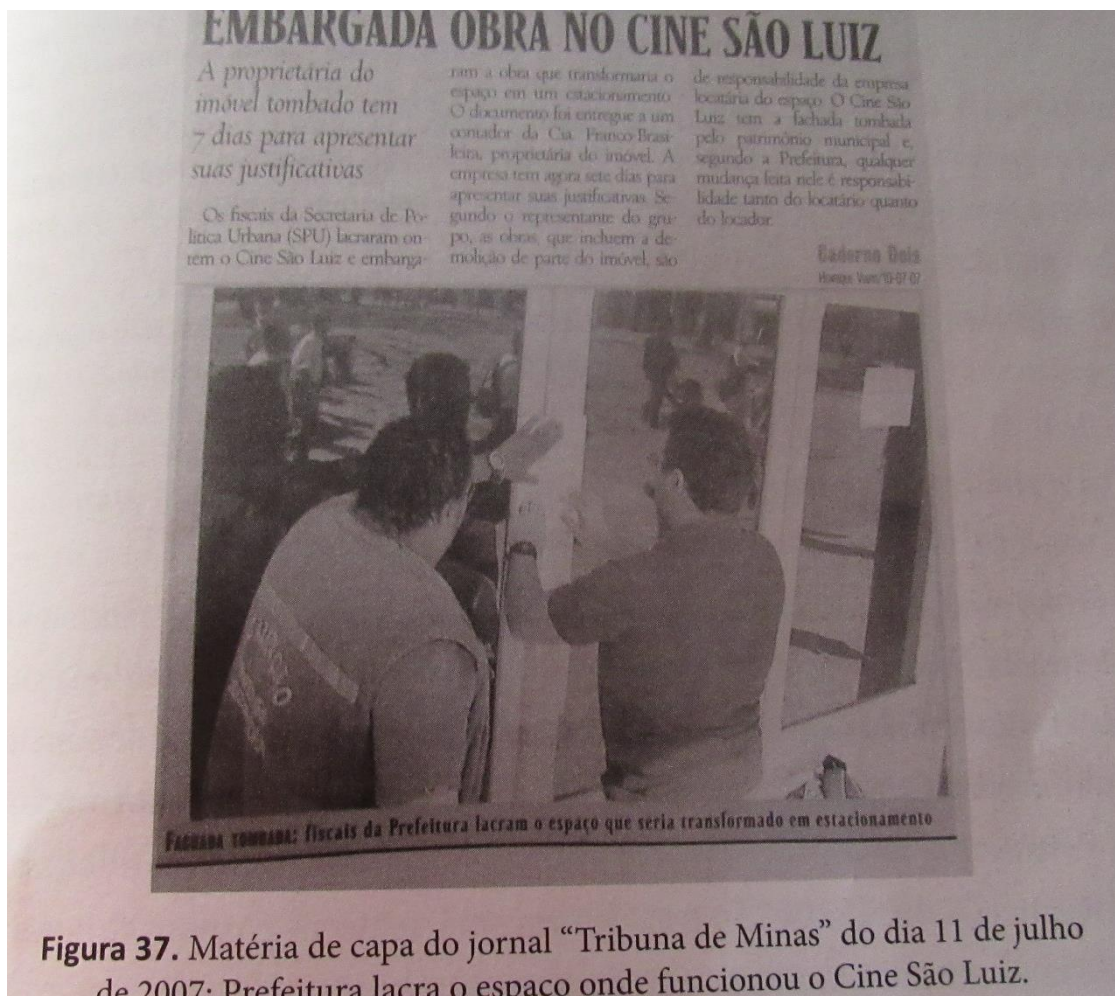 EMBARGADA OBRA NO CINE SÃO LUIZ
A proprietária do
imóvel tombado tem
7 dias para apresentar
suas justificativas
Os fiscais da Secretaria de Po-
lítica Urbana (SPU) lacraram on-
tem o Cine São Luiz e embarga-
ram a obra que transformaria o
espaço em um estacionamento
O documento foi entregue a um
contador da Cia. Franco-Brasi-
leira, proprietária do imóvel. A
empresa tem agora sete dias para
apresentar suas justificativas. Se-
gundo o representante do gru-
po, as obras, que incluem a de-
molição de parte do imóvel, são
de responsabilidade da empresa
locatária do espaço. O Cine São
Luiz tem a fachada tombada
pelo patrimônio municipal e,
segundo a Prefeitura, qualquer
mudança feita nele é responsabi-
lidade tanto do locatário quanto
do locador.
Caderno Dois
10-07-07
FACHADA TOMBADA: fiscais da Prefeitura lacram o espaço que seria transformado em estacionamento
Figura 37. Matéria de capa do jornal “Tribuna de Minas” do dia 11 de julho
de 2007: Prefeitura lacra o espaço onde funcionou o Cine São Luiz.